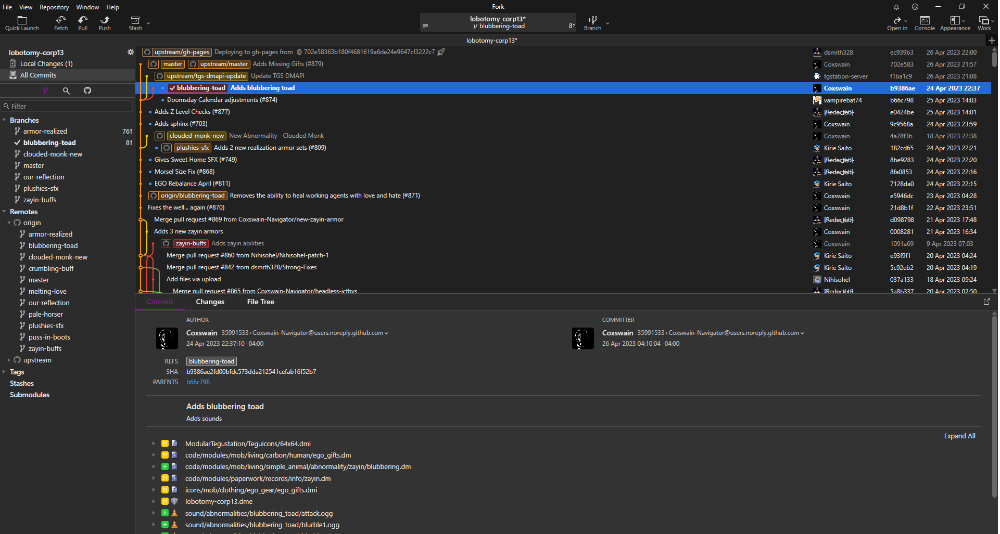 File View Repository Window Help
Fork
Quick Launch Fetch Pull Push Stash
lobotomy-corp13*
blubbering-toad 8↑
Branch
Open in Console Appearance Work
lobotomy-corp13*
lobotomy-corp13
Local Changes (1)
All Commits
Filter
Branches
armor-realized 76↑
blubbering-toad 8↑
clouded-monk-new
master
our-reflection
plushies-sfx
zayin-buffs
Remotes
origin
armor-realized
blubbering-toad
clouded-monk-new
crumbling-buff
master
melting-love
our-reflection
pale-horser
plushies-sfx
puss-in-boots
zayin-buffs
upstream
Tags
Stashes
Submodules
upstream/gh-pages Deploying to gh-pages from @ 702e58363b180f4681619a6de24e9647cf3222c7 dsmith328 ec939b3 26 Apr 2023 22:00
master upstream/master Adds Missing Gifts (#879) Coxswain 702e583 26 Apr 2023 21:57
upstream/tgs-dmapi-update Update TGS DMAPI tgstation-server f1ba1c9 26 Apr 2023 21:08
blubbering-toad Adds blubbering toad Coxswain b9386ae 24 Apr 2023 22:37
Doomsday Calendar adjustments (#874) vampirebat74 b66c798 25 Apr 2023 14:03
Adds Z Level Checks (#877) [Redacted] e0424be 25 Apr 2023 14:01
Adds sphinx (#703) Coxswain 9c9568a 24 Apr 2023 23:59
clouded-monk-new New Abnormality - Clouded Monk Coxswain 4a28f3b 18 Apr 2023 22:38
plushies-sfx Adds 2 new realization armor sets (#809) Kirie Saito 182cd65 24 Apr 2023 22:21
Gives Sweet Home SFX (#749) [Redacted] 8be9283 24 Apr 2023 22:20
Morsel Size Fix (#868) [Redacted] 8fa0853 24 Apr 2023 22:16
EGO Rebalance April (#811) Kirie Saito 7128da0 24 Apr 2023 22:15
origin/blubbering-toad Removes the ability to heal working agents with love and hate (#871) Coxswain e5946dc 23 Apr 2023 04:28
Fixes the well... again (#870) Coxswain 21d8b1f 22 Apr 2023 23:51
Merge pull request #869 from Coxswain-Navigator/new-zayin-armor [Redacted] d098798 21 Apr 2023 17:48
Adds 3 new zayin armors Coxswain 0008281 21 Apr 2023 16:34
zayin-buffs Adds zayin abilities Coxswain 1091a69 9 Apr 2023 07:03
Merge pull request #860 from Nihisohel/Nihisohel-patch-1 Kirie Saito e93f9f1 20 Apr 2023 04:24
Merge pull request #842 from dsmith328/Strong-Fixes Kirie Saito 5c92eb2 20 Apr 2023 04:19
Add files via upload Nihisohel 037a133 18 Apr 2023 09:24
Merge pull request #865 from Coxswain-Navigator/headless-icthys [Redacted] 5a8b337 20 Apr 2023 02:50
Commit Changes File Tree
AUTHOR
Coxswain 35991533+Coxswain-Navigator@users.noreply.github.com
24 Apr 2023 22:37:10 -04:00
COMMITTER
Coxswain 35991533+Coxswain-Navigator@users.noreply.github.com
26 Apr 2023 04:10:04 -04:00
REFS blubbering-toad
SHA b9386ae2fd00bfdc573dda212541cefab16f52b7
PARENTS b66c798
Adds blubbering toad
Adds sounds
Expand All
M ModularTegustation/Teguicons/64x64.dmi
M code/modules/mob/living/carbon/human/ego_gifts.dm
+ code/modules/mob/living/simple_animal/abnormality/zayin/blubbering.dm
M code/modules/paperwork/records/info/zayin.dm
M icons/mob/clothing/ego_gear/ego_gifts.dmi
M lobotomy-corp13.dme
+ sound/abnormalities/blubbering_toad/attack.ogg
+ sound/abnormalities/blubbering_toad/blurble1.ogg